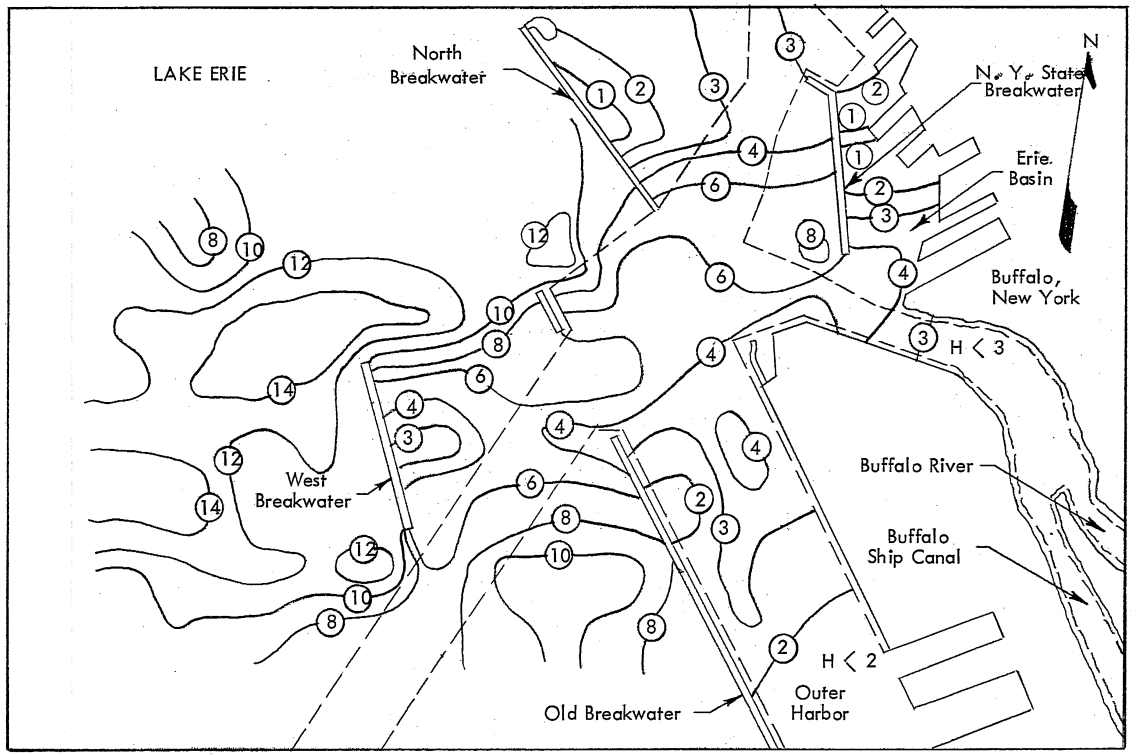 LAKE ERIE
North
Breakwater
N
N. Y. State
Breakwater
3
2
1
2
3
1
4
1
Erie.
Basin
6
2
3
12
8
8
10
12
6
4
Buffalo,
New York
10
8
3
H < 3
4
14
6
4
3
4
4
12
West
Breakwater
14
6
2
Buffalo River
8
3
Buffalo
Ship Canal
12
10
10
8
8
2
H < 2
Outer
Harbor
Old Breakwater